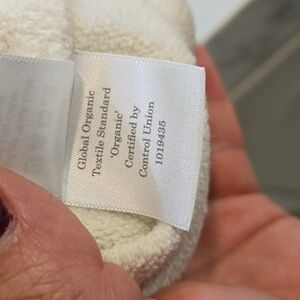 Global Organic
Textile Standard
'Organic'
Certified by
Control Union
1019435